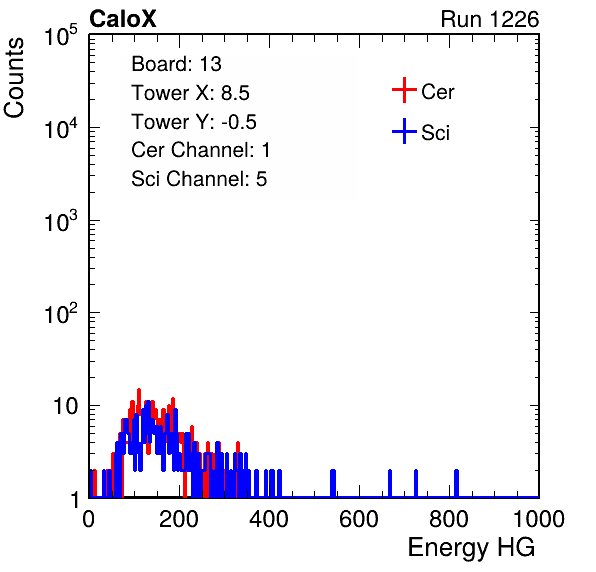 CaloX Run 1226
Counts
10^5
10^4
10^3
10^2
10
1
Board: 13
Tower X: 8.5
Tower Y: -0.5
Cer Channel: 1
Sci Channel: 5
Cer
Sci
0 200 400 600 800 1000
Energy HG